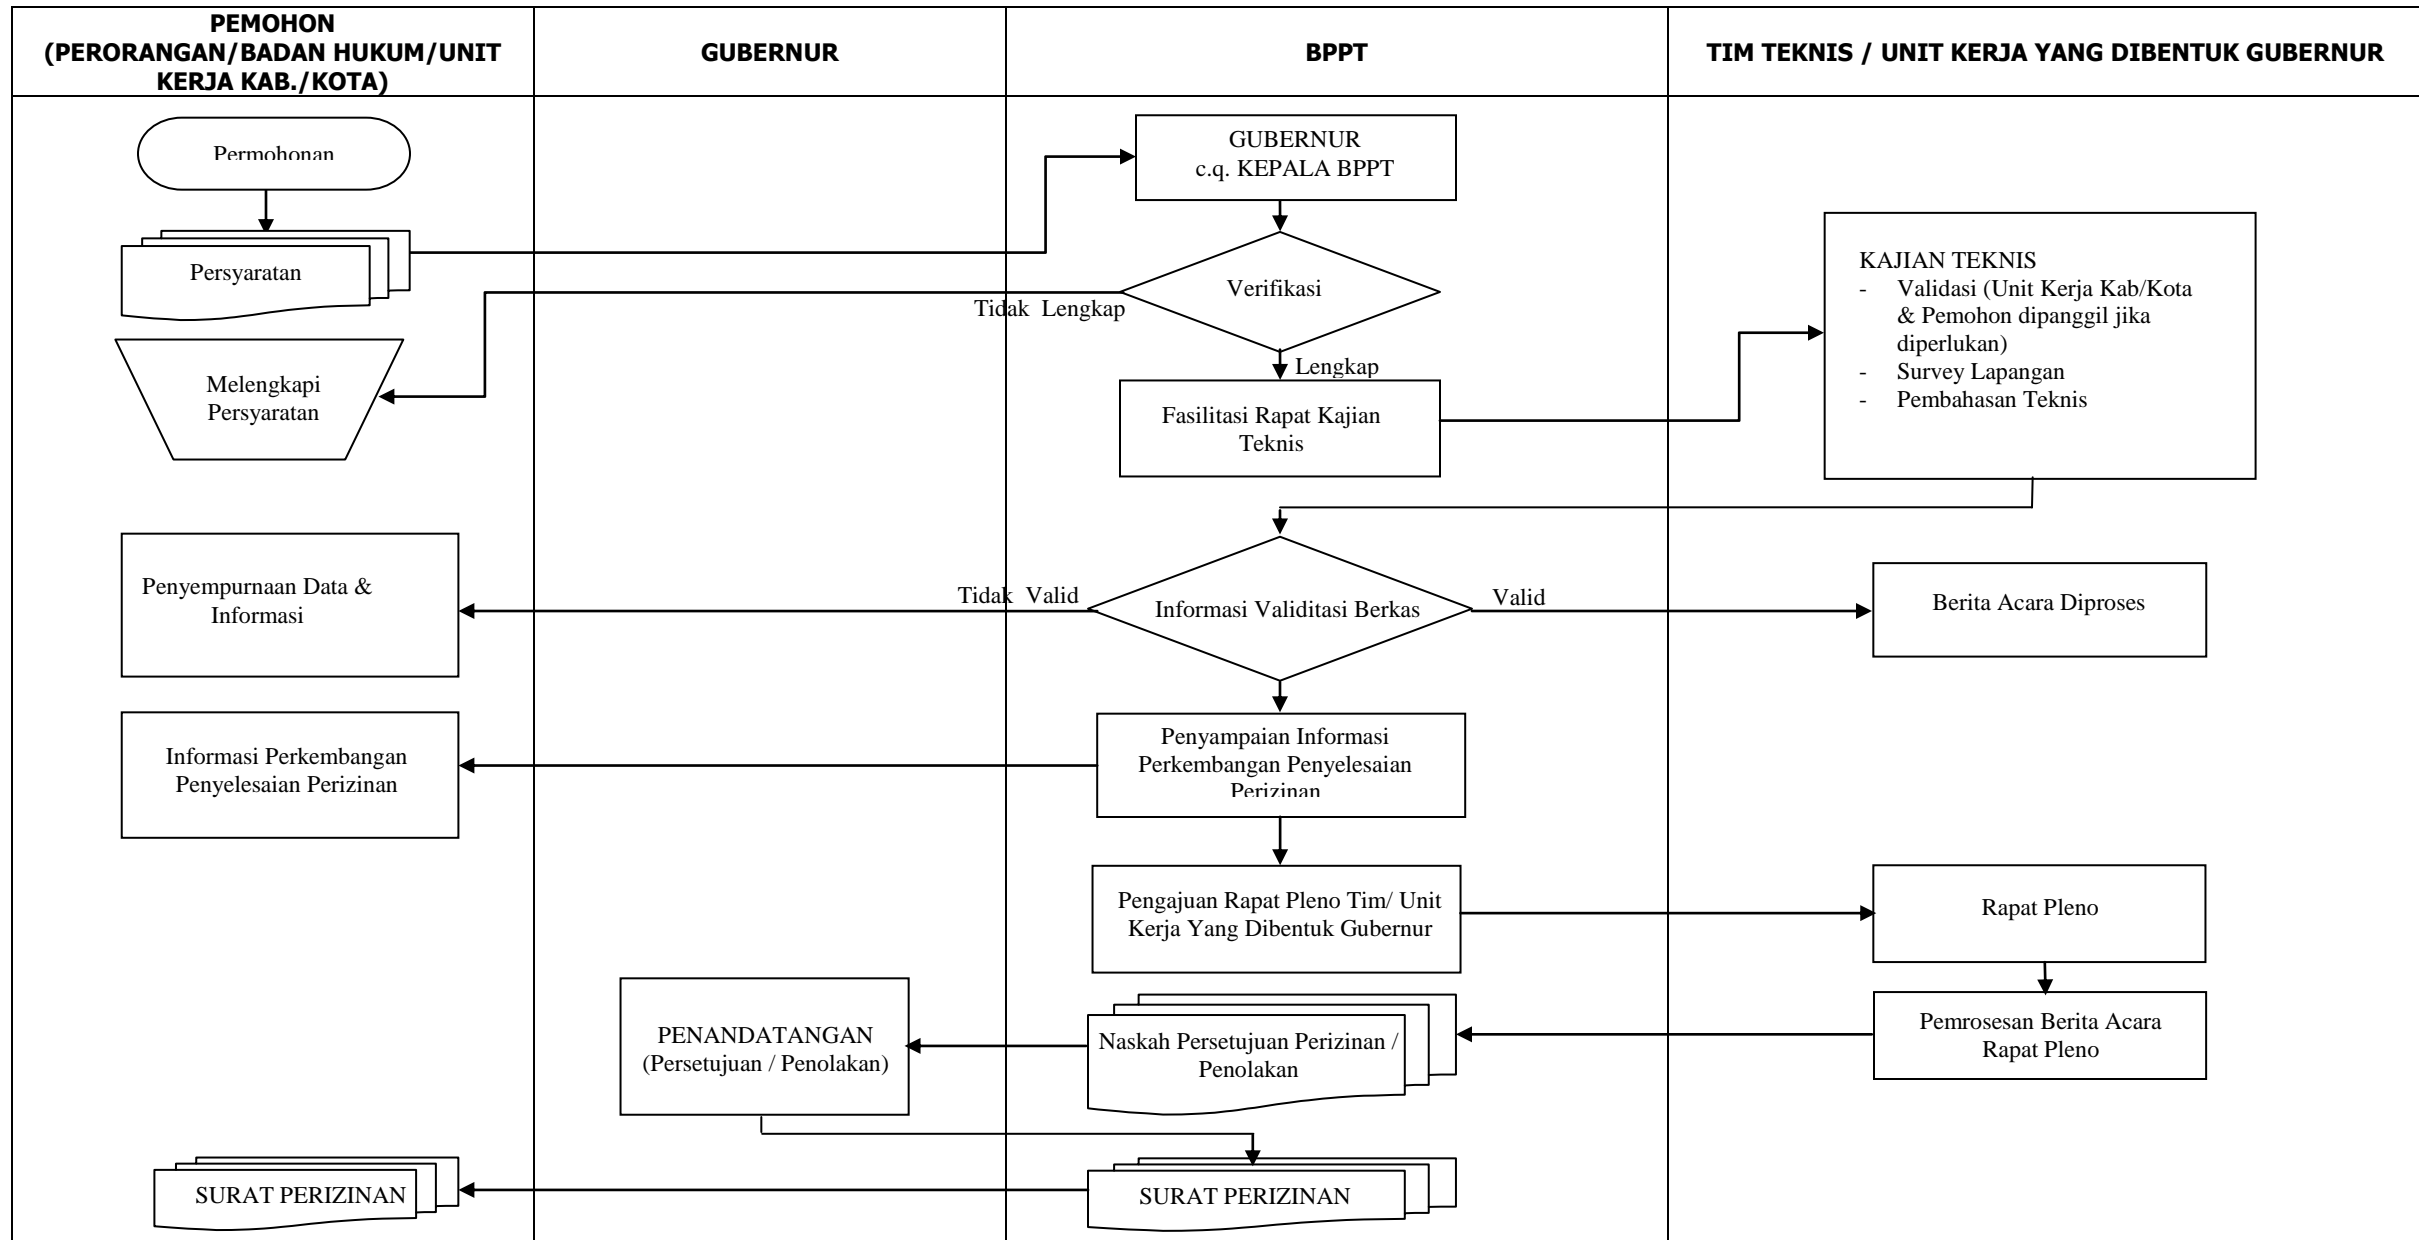 PEMOHON
(PERORANGAN/BADAN HUKUM/UNIT
KERJA KAB./KOTA)
GUBERNUR
BPPT
TIM TEKNIS / UNIT KERJA YANG DIBENTUK GUBERNUR
Permohonan
GUBERNUR
c.q. KEPALA BPPT
Persyaratan
Verifikasi
Tidak Lengkap
Lengkap
KAJIAN TEKNIS
- Validasi (Unit Kerja Kab/Kota
& Pemohon dipanggil jika
diperlukan)
- Survey Lapangan
- Pembahasan Teknis
Melengkapi
Persyaratan
Fasilitasi Rapat Kajian
Teknis
Penyempurnaan Data &
Informasi
Tidak Valid
Informasi Validitasi Berkas
Valid
Berita Acara Diproses
Informasi Perkembangan
Penyelesaian Perizinan
Penyampaian Informasi
Perkembangan Penyelesaian
Perizinan
Pengajuan Rapat Pleno Tim/ Unit
Kerja Yang Dibentuk Gubernur
Rapat Pleno
PENANDATANGAN
(Persetujuan / Penolakan)
Naskah Persetujuan Perizinan /
Penolakan
Pemrosesan Berita Acara
Rapat Pleno
SURAT PERIZINAN
SURAT PERIZINAN